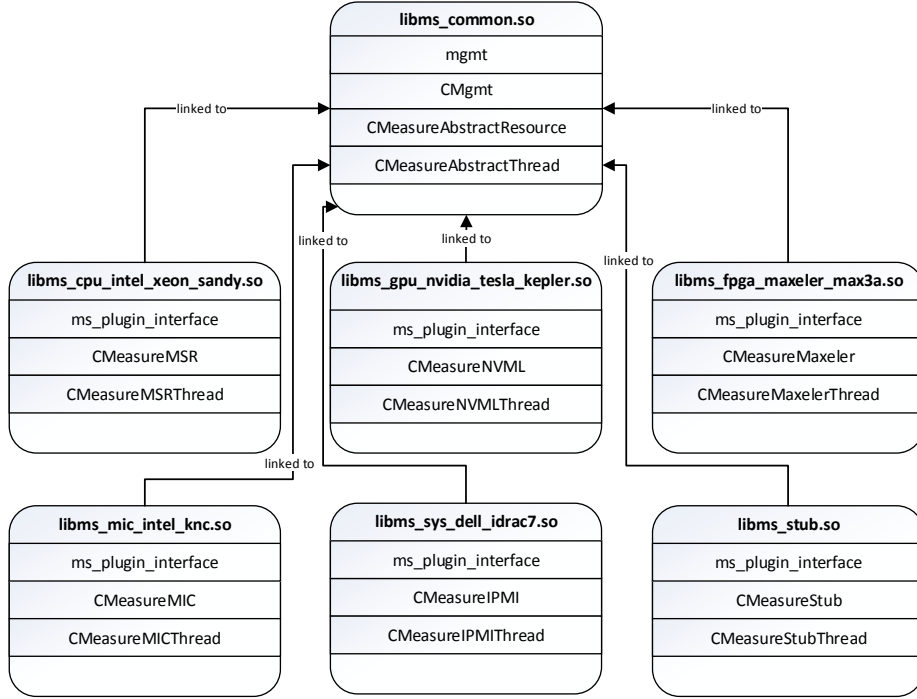 libms_common.so
mgmt
CMgmt
CMeasureAbstractResource
CMeasureAbstractThread
linked to
linked to
linked to
linked to
linked to
libms_cpu_intel_xeon_sandy.so
ms_plugin_interface
CMeasureMSR
CMeasureMSRThread
libms_gpu_nvidia_tesla_kepler.so
ms_plugin_interface
CMeasureNVML
CMeasureNVMLThread
libms_fpga_maxeler_max3a.so
ms_plugin_interface
CMeasureMaxeler
CMeasureMaxelerThread
linked to
libms_mic_intel_knc.so
ms_plugin_interface
CMeasureMIC
CMeasureMICThread
libms_sys_dell_idrac7.so
ms_plugin_interface
CMeasureIPMI
CMeasureIPMIThread
libms_stub.so
ms_plugin_interface
CMeasureStub
CMeasureStubThread